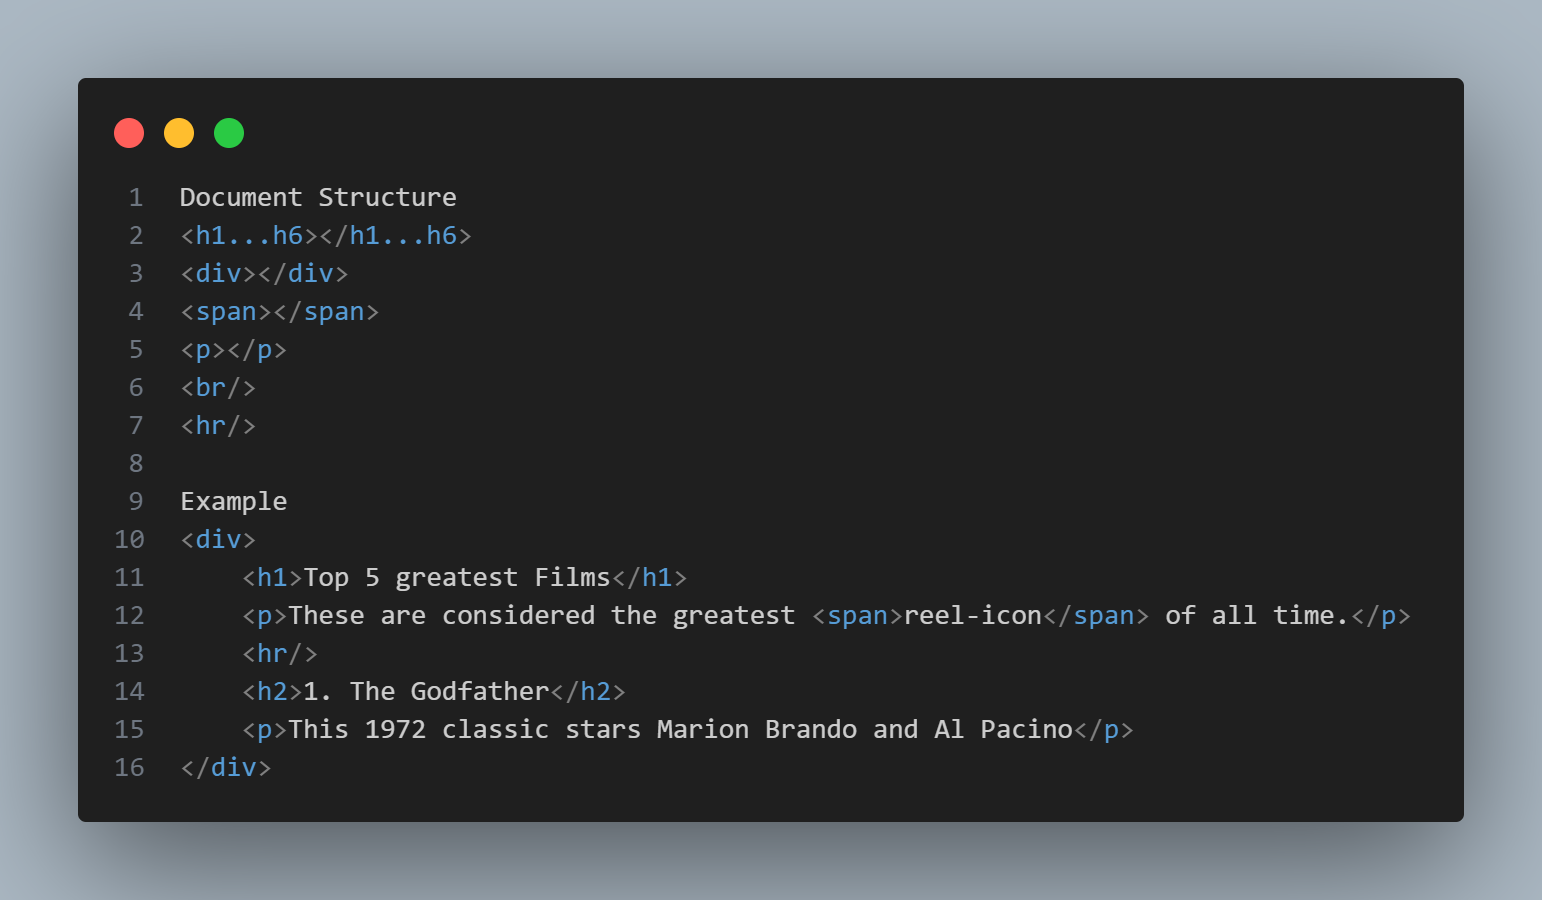 1 Document Structure
2 <h1...h6></h1...h6>
3 <div></div>
4 <span></span>
5 <p></p>
6 <br/>
7 <hr/>
8
9 Example
10 <div>
11     <h1>Top 5 greatest Films</h1>
12     <p>These are considered the greatest <span>reel-icon</span> of all time.</p>
13     <hr/>
14     <h2>1. The Godfather</h2>
15     <p>This 1972 classic stars Marion Brando and Al Pacino</p>
16 </div>